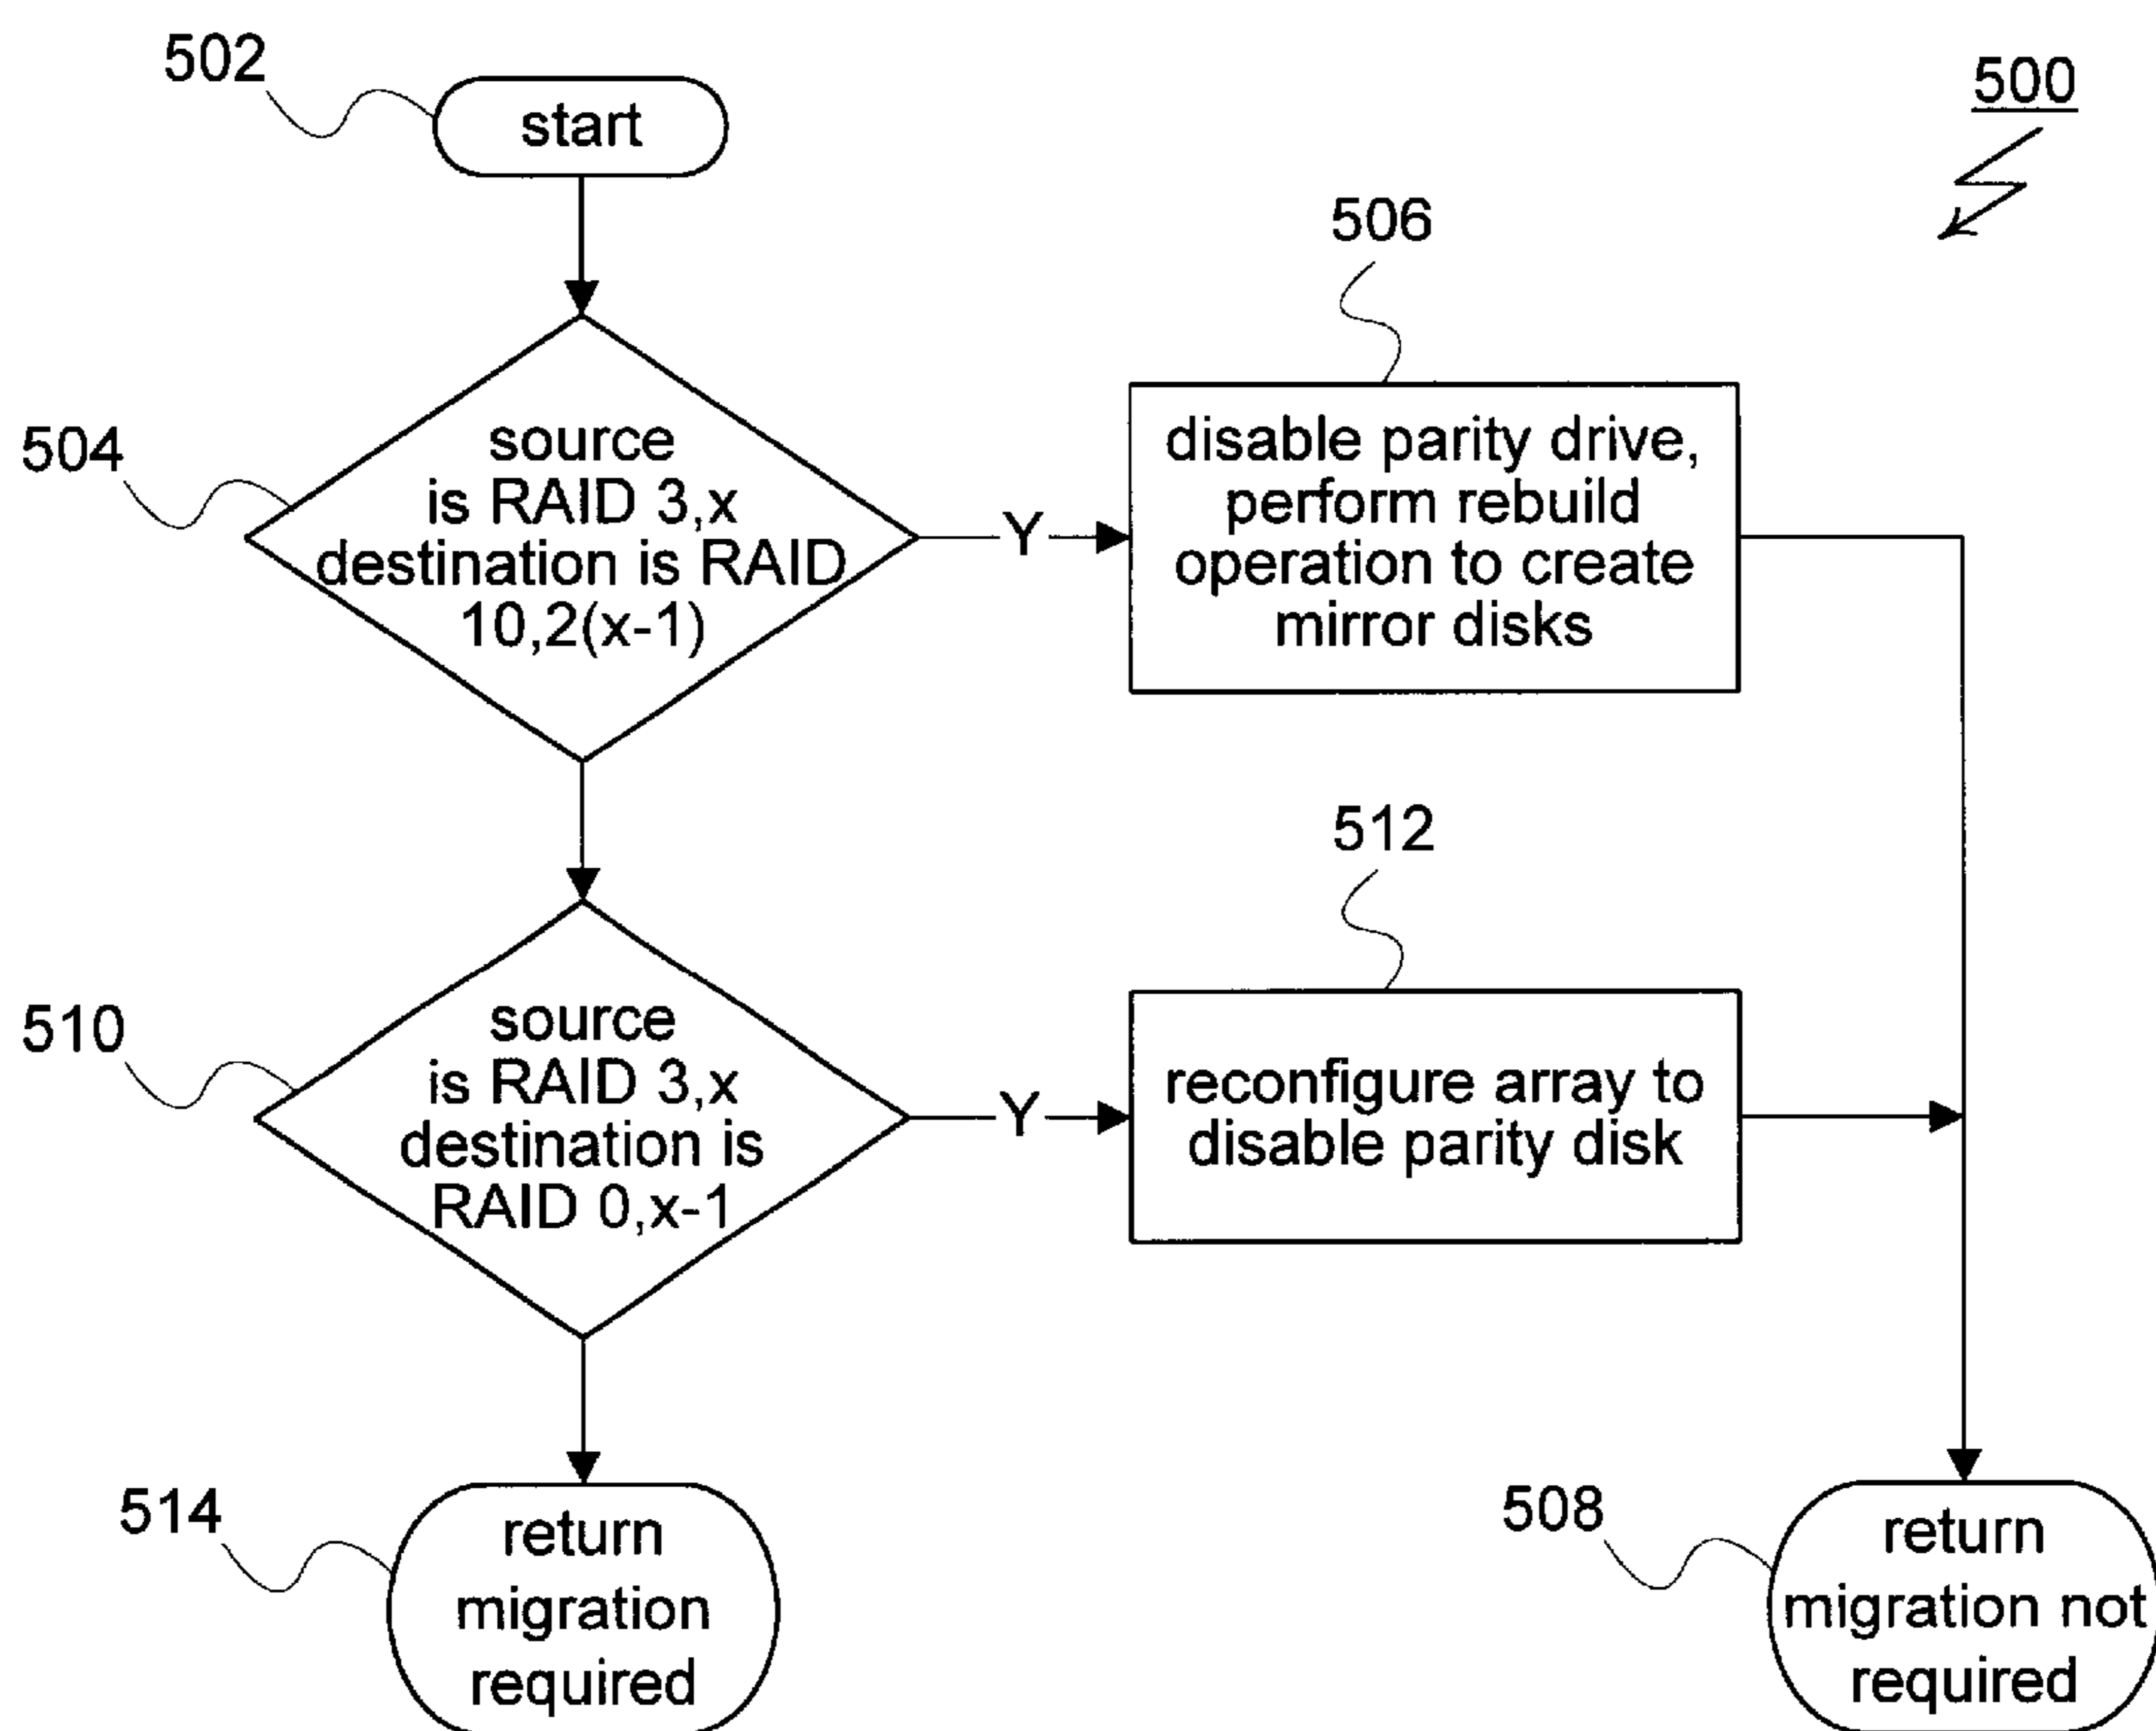 502
start
500
504
source
is RAID 3,x
destination is RAID
10,2(x-1)
Y
506
disable parity drive,
perform rebuild
operation to create
mirror disks
510
source
is RAID 3,x
destination is
RAID 0,x-1
Y
512
reconfigure array to
disable parity disk
514
return
migration
required
508
return
migration not
required